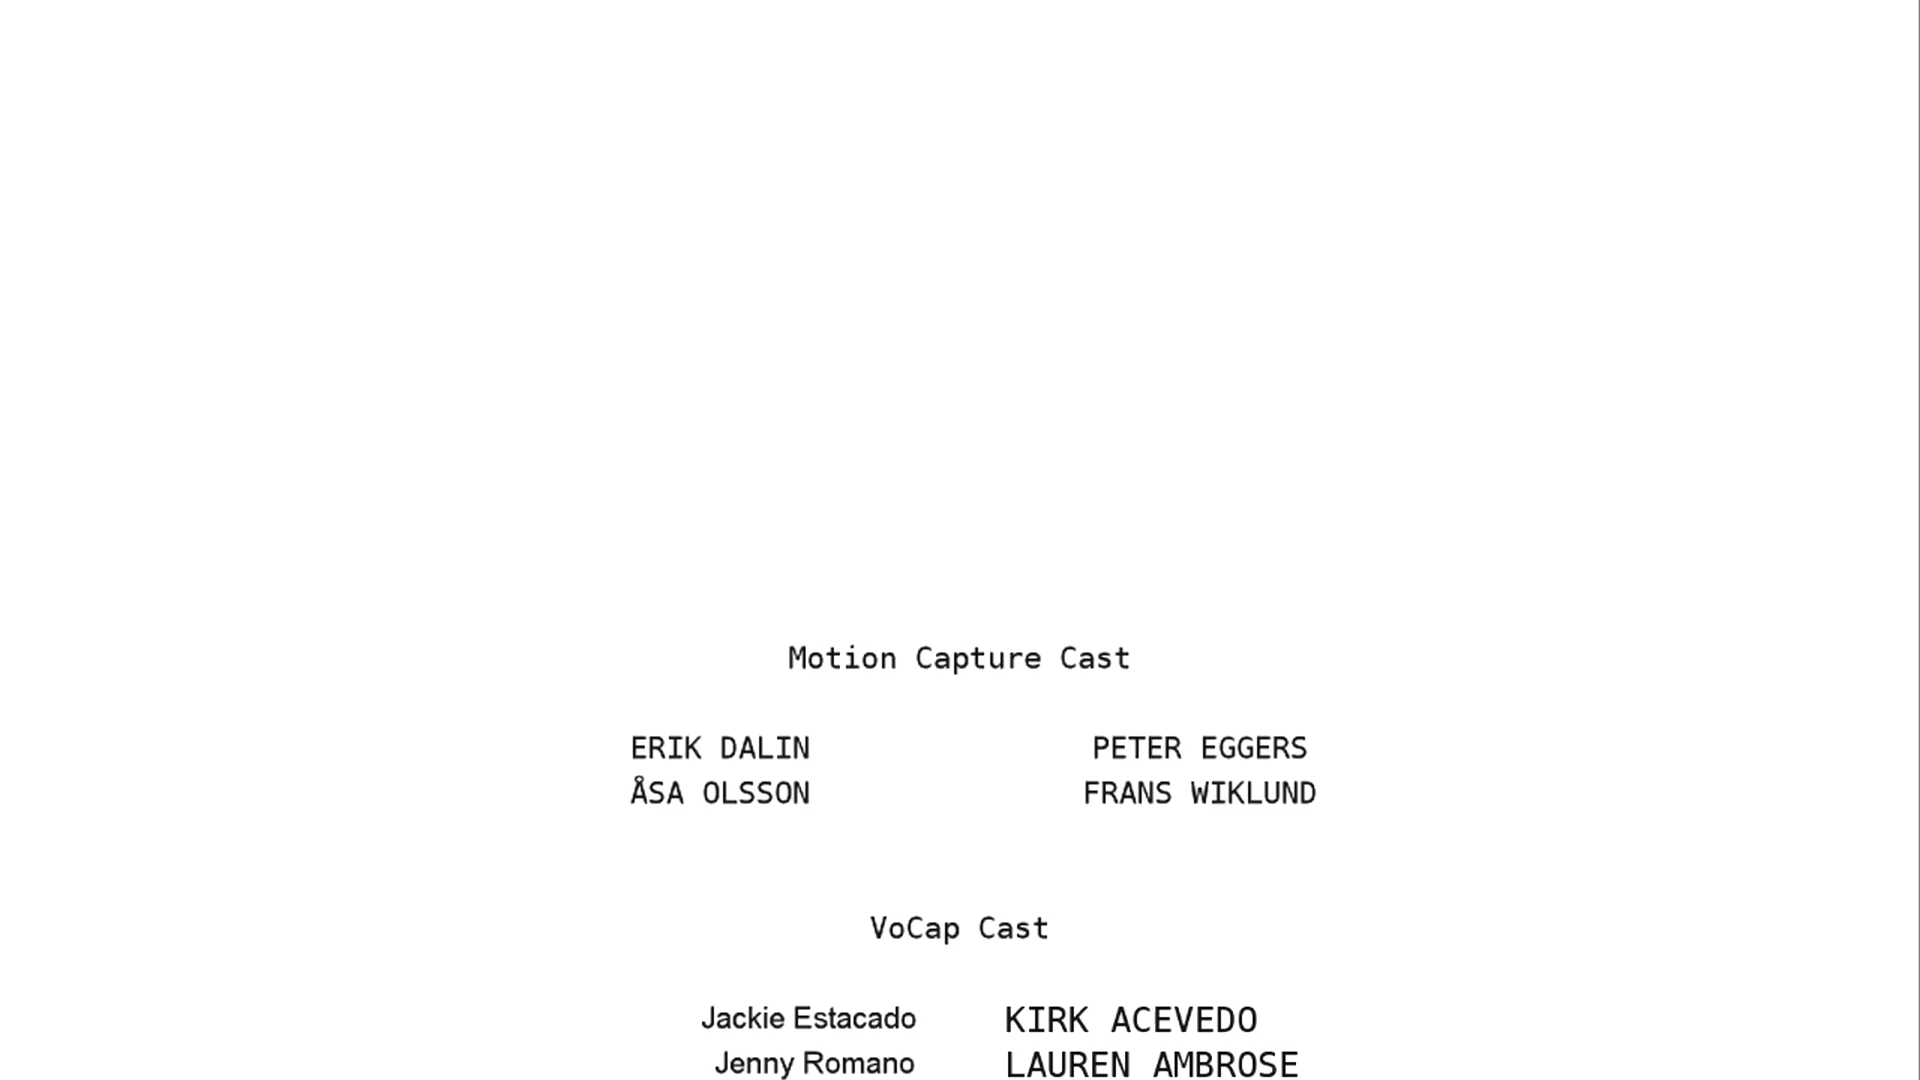 Motion Capture Cast
ERIK DALIN PETER EGGERS
ÅSA OLSSON FRANS WIKLUND
VoCap Cast
Jackie Estacado KIRK ACEVEDO
Jenny Romano LAUREN AMBROSE